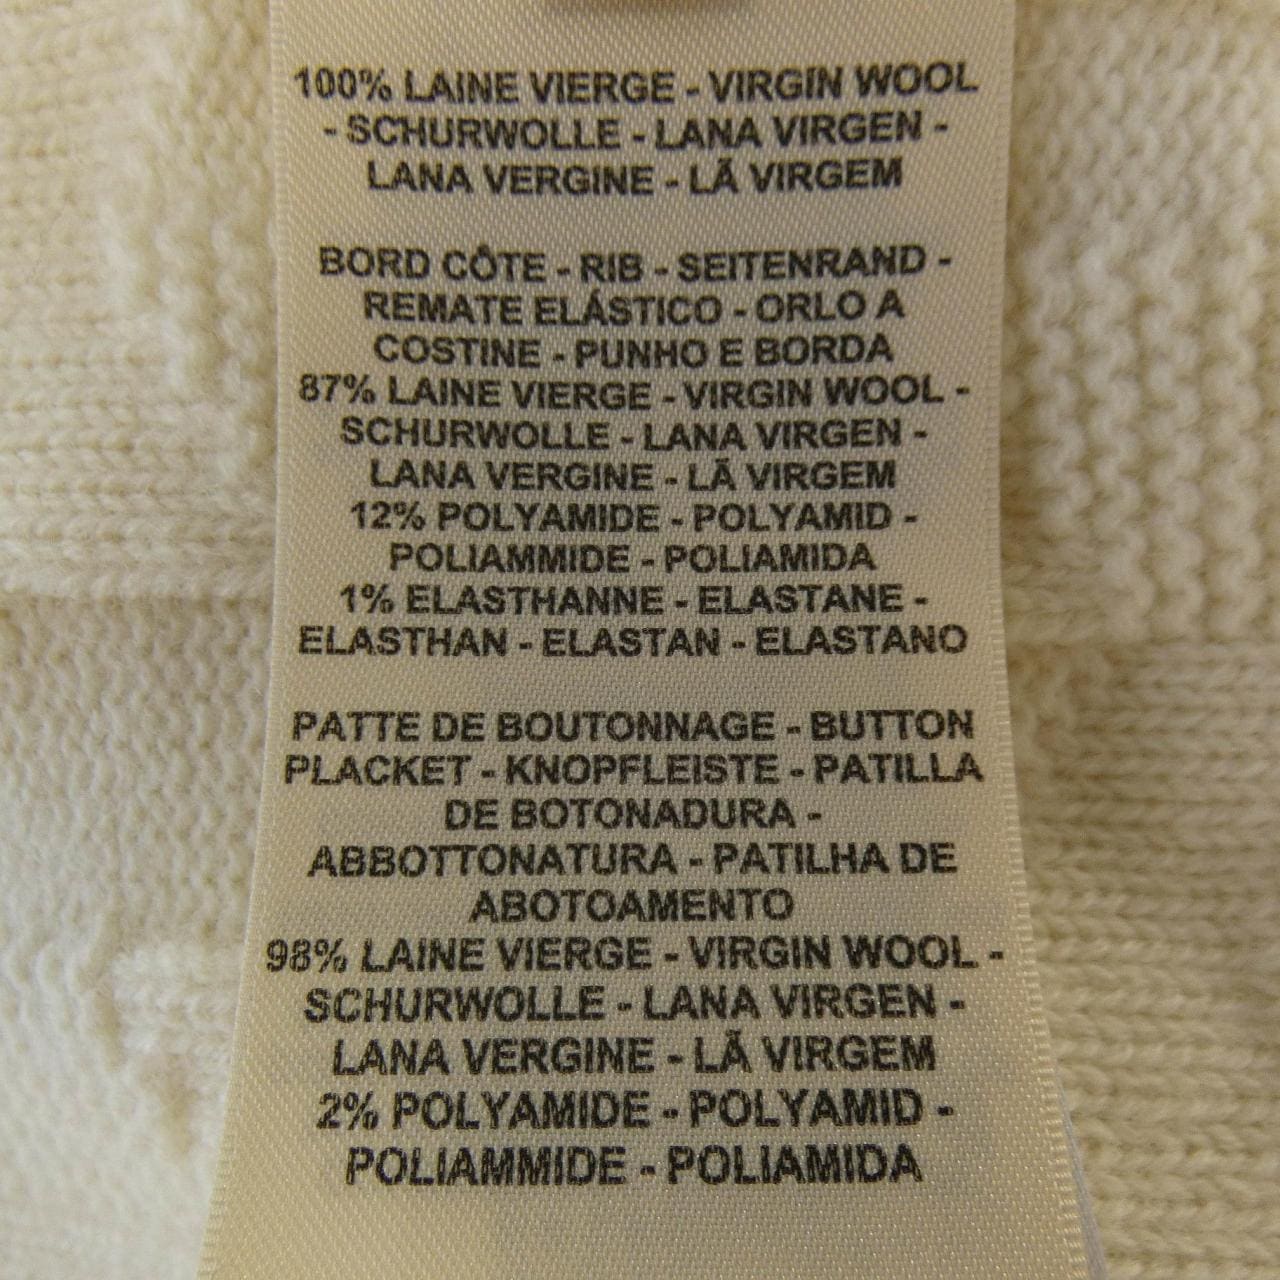 100% LAINE VIERGE - VIRGIN WOOL
- SCHURWOLLE - LANA VIRGEN -
LANA VERGINE - LÃ VIRGEM
BORD CÔTE - RIB - SEITENRAND -
REMATE ELÁSTICO - ORLO A
COSTINE - PUNHO E BORDA
87% LAINE VIERGE - VIRGIN WOOL -
SCHURWOLLE - LANA VIRGEN -
LANA VERGINE - LÃ VIRGEM
12% POLYAMIDE - POLYAMID -
POLIAMMIDE - POLIAMIDA
1% ELASTHANNE - ELASTANE -
ELASTHAN - ELASTAN - ELASTANO
PATTE DE BOUTONNAGE - BUTTON
PLACKET - KNOPFLEISTE - PATILLA
DE BOTONADURA -
ABBOTTONATURA - PATILHA DE
ABOTOAMENTO
98% LAINE VIERGE - VIRGIN WOOL -
SCHURWOLLE - LANA VIRGEN -
LANA VERGINE - LÃ VIRGEM
2% POLYAMIDE - POLYAMID -
POLIAMMIDE - POLIAMIDA